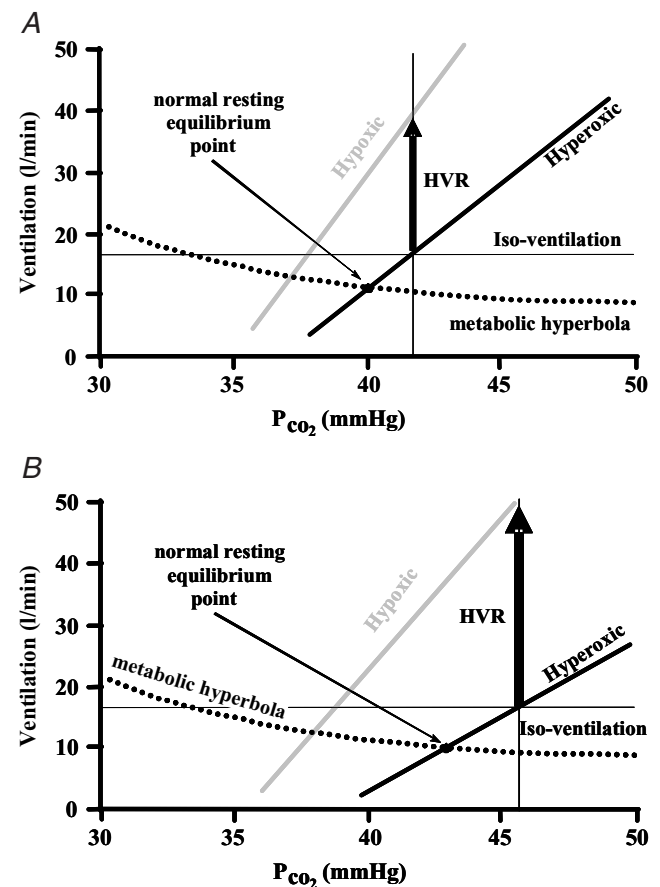 A
50
40
30
20
10
0
Ventilation (l/min)
normal resting
equilibrium
point
Hypoxic
HVR
Hyperoxic
Iso-ventilation
metabolic hyperbola
30 35 40 45 50
PCO2 (mmHg)
B
50
40
30
20
10
0
Ventilation (l/min)
normal resting
equilibrium
point
Hypoxic
HVR
Hyperoxic
metabolic hyperbola
Iso-ventilation
30 35 40 45 50
PCO2 (mmHg)